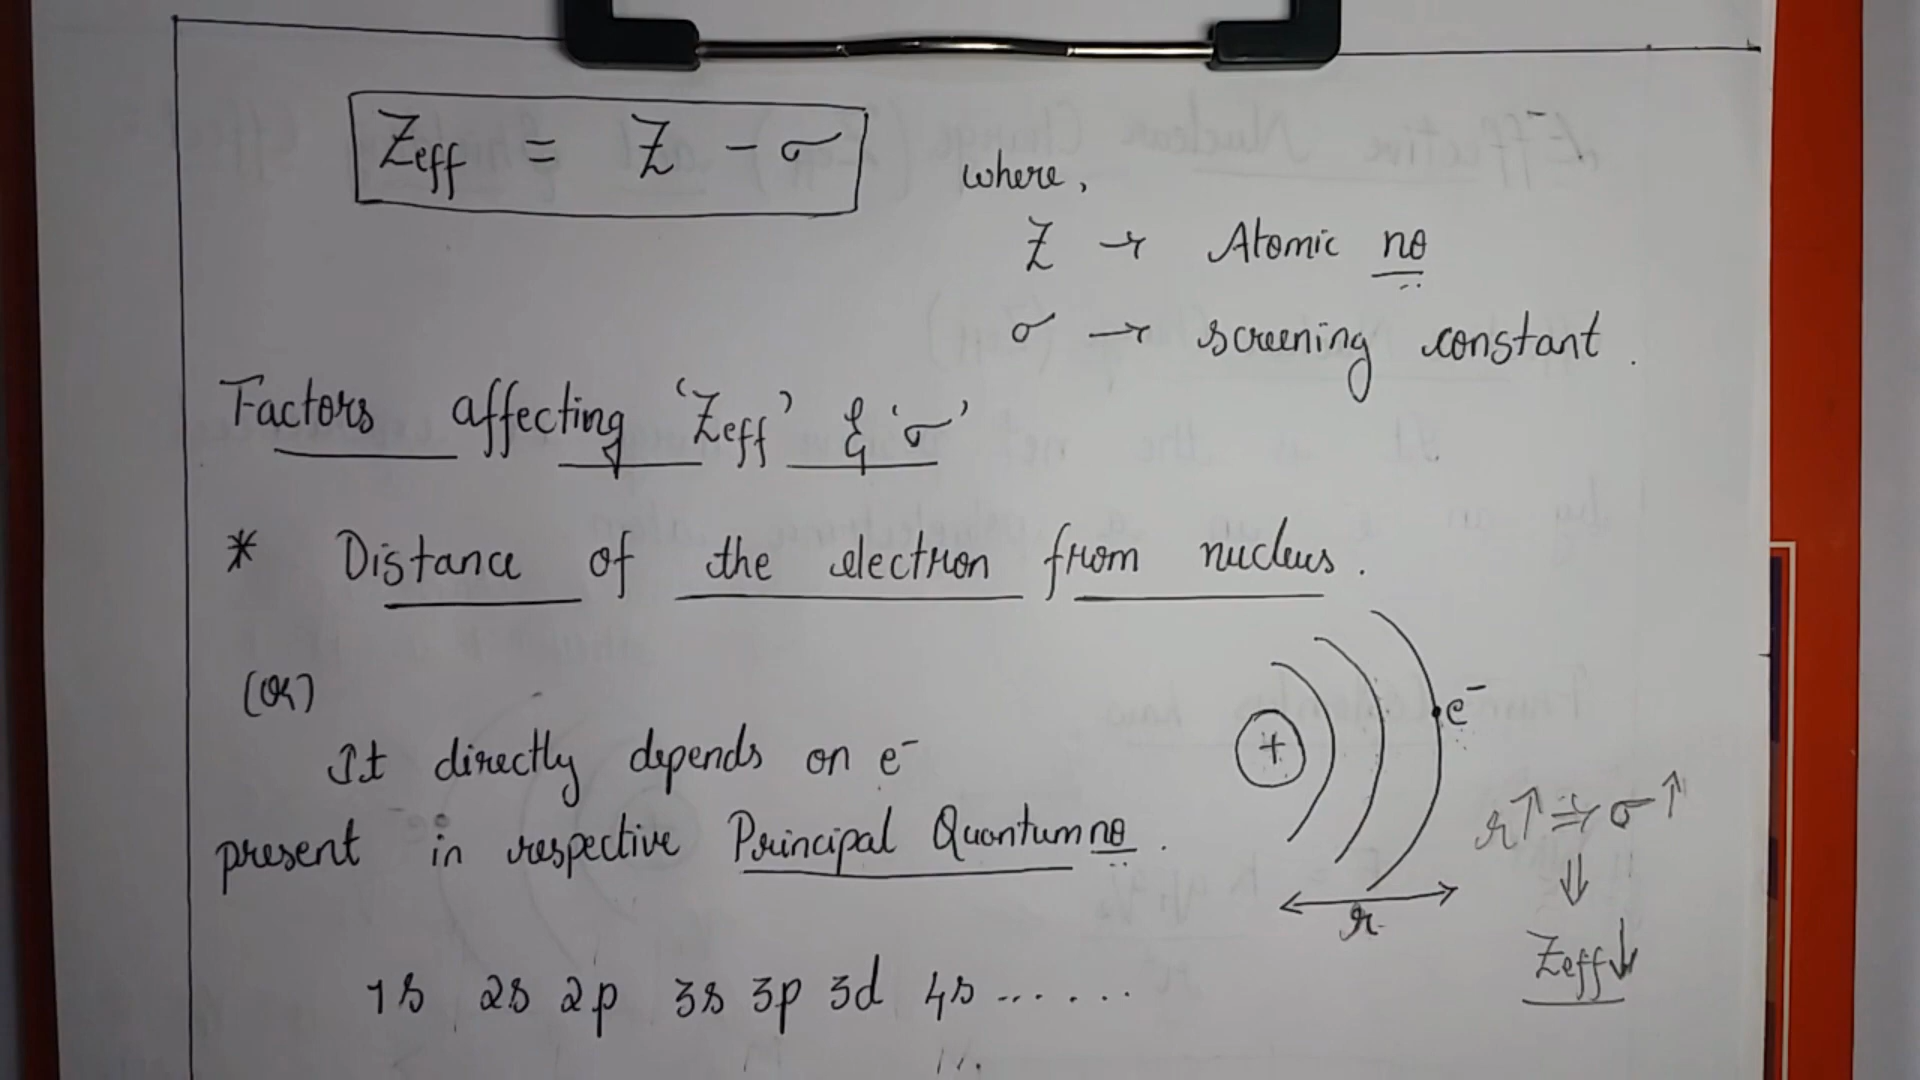 Zeff = Z - σ
where,
Z → Atomic no
σ → screening constant.
Factors affecting 'Zeff' & 'σ'
* Distance of the electron from nucleus.
(or)
It directly depends on e⁻
present in respective Principal Quantum no.
1s 2s 2p 3s 3p 3d 4s ......
+
e⁻
r
r↑ ⇒ σ↑
⇓
Zeff↓